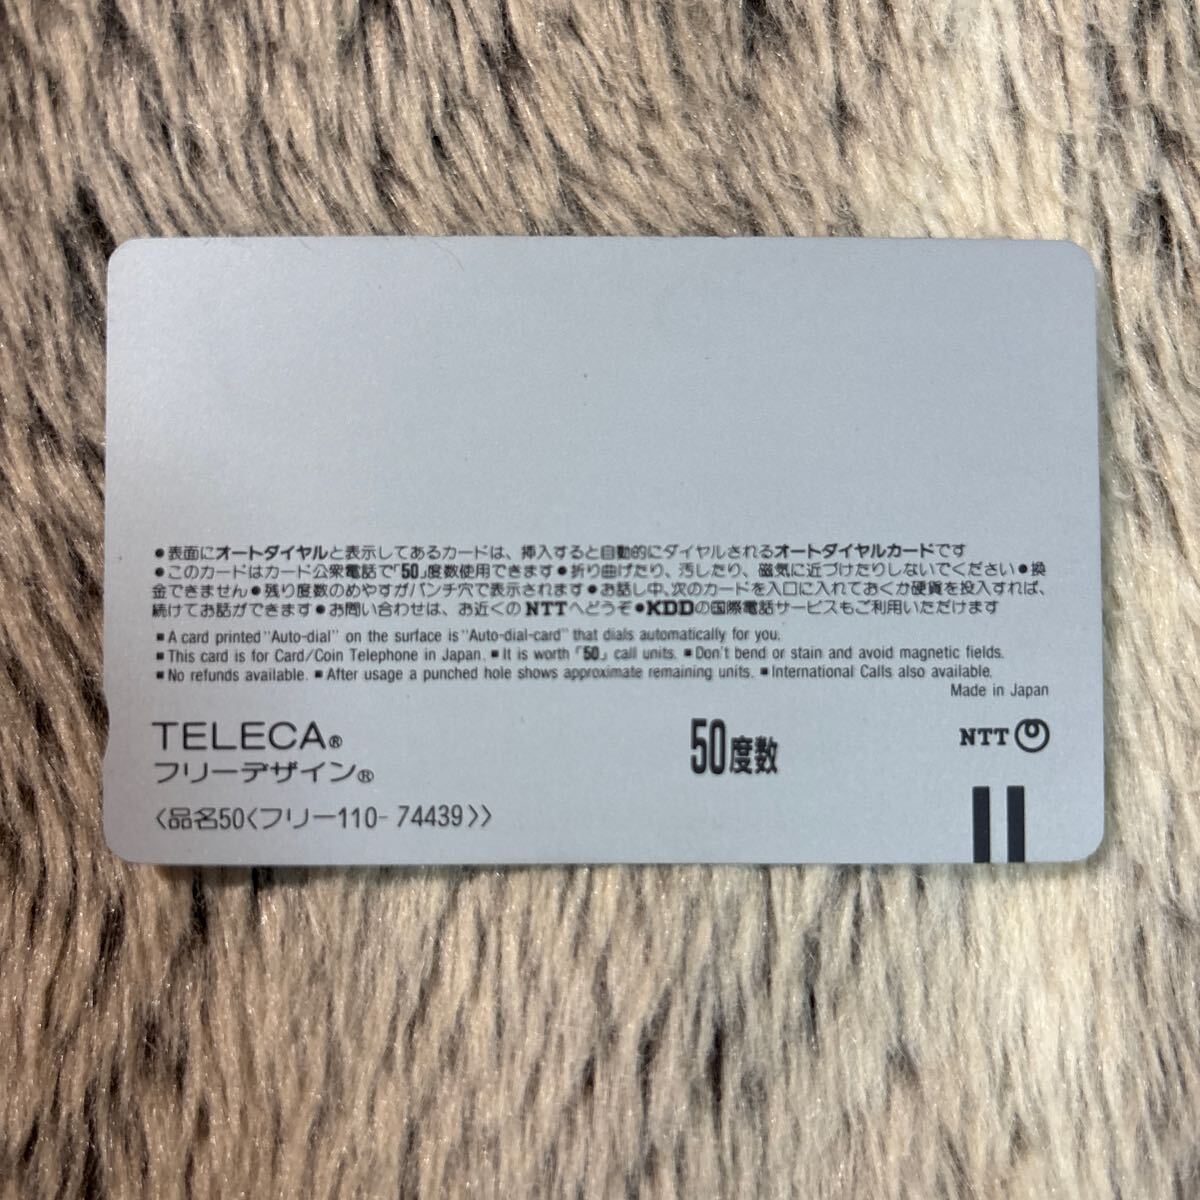 ●表面にオートダイヤルと表示してあるカードは、挿入すると自動的にダイヤルされるオートダイヤルカードです
●このカードはカード公衆電話で「50」度数使用できます●折り曲げたり、汚したり、磁気に近づけたりしないでください●換
金できません●残り度数のめやすがパンチ穴で表示されます●お話し中、次のカードを入口に入れておくか硬貨を投入すれば、
続けてお話ができます●お問い合わせは、お近くのNTTへどうぞ●KDDの国際電話サービスもご利用いただけます
■A card printed "Auto-dial" on the surface is "Auto-dial-card" that dials automatically for you.
■This card is for Card/Coin Telephone in Japan. ■It is worth「50」call units. ■Don't bend or stain and avoid magnetic fields.
■No refunds available. ■After usage a punched hole shows approximate remaining units. ■International Calls also available.
Made in Japan
TELECA®
フリーデザイン®
50度数
NTT
〈品名50〈フリー110-74439〉〉